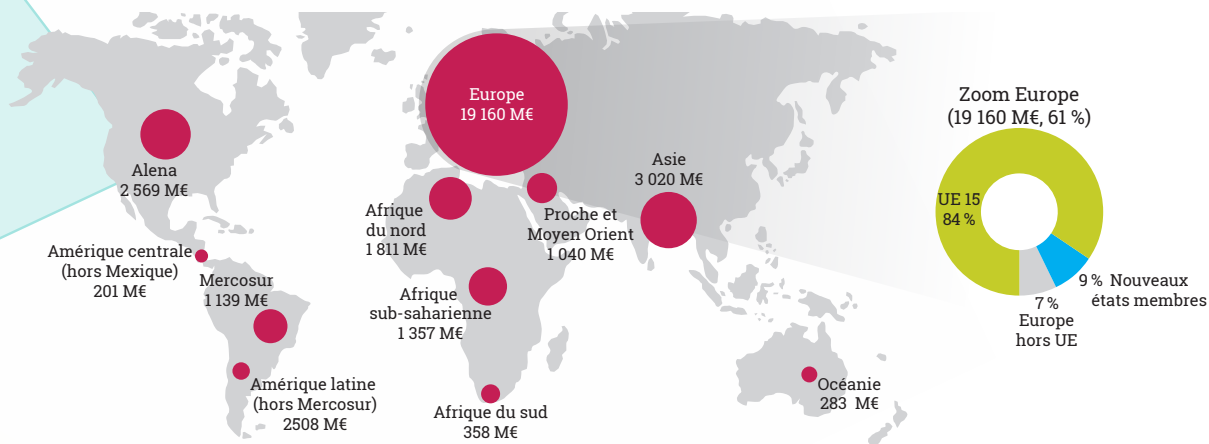 Europe
19 160 M€
Alena
2 569 M€
Asie
3 020 M€
Afrique
du nord
1 811 M€
Proche et
Moyen Orient
1 040 M€
Amérique centrale
(hors Mexique)
201 M€
Mercosur
1 139 M€
Afrique
sub-saharienne
1 357 M€
Amérique latine
(hors Mercosur)
2508 M€
Afrique du sud
358 M€
Océanie
283 M€
Zoom Europe
(19 160 M€, 61 %)
UE 15
84 %
9 % Nouveaux
états membres
7 %
Europe
hors UE